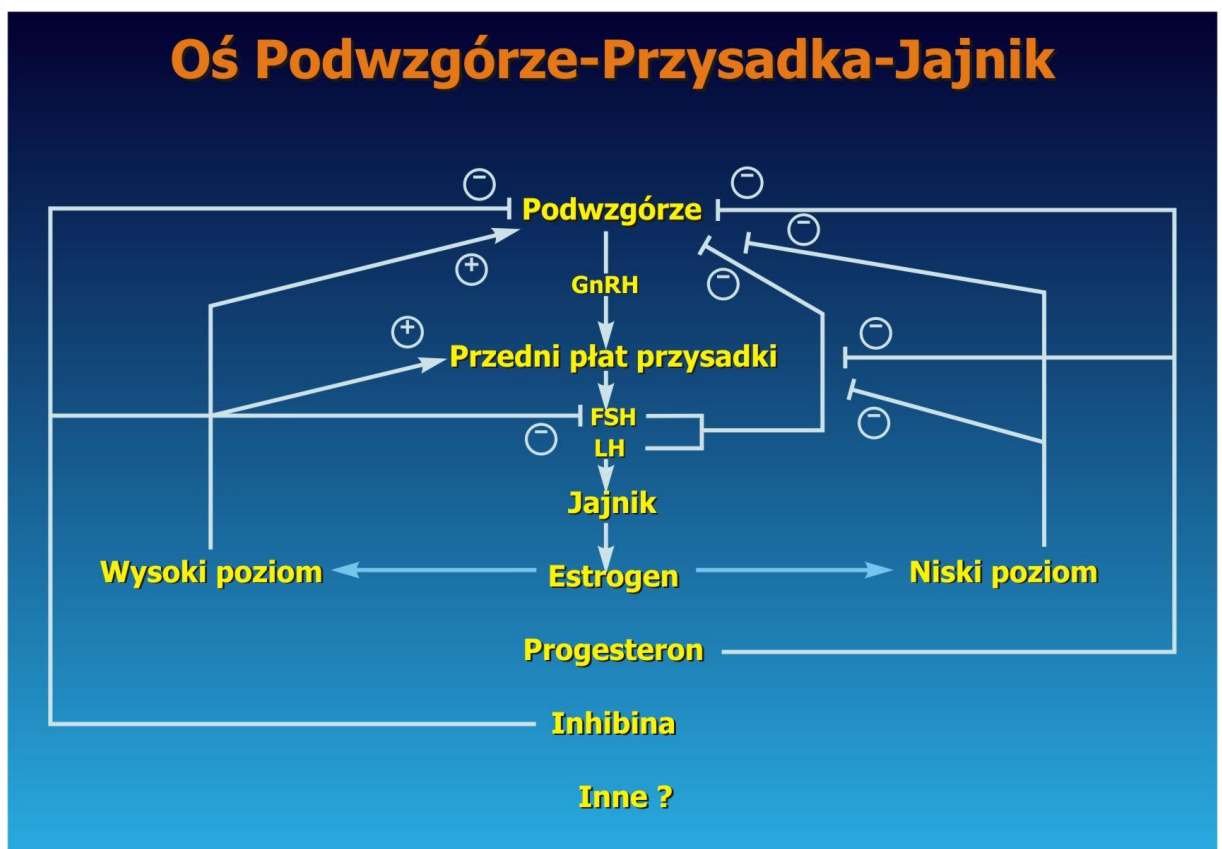 Oś Podwzgórze-Przysadka-Jajnik
−
−
Podwzgórze
−
+
−
GnRH
+
−
Przedni płat przysadki
FSH
−
−
LH
Jajnik
Wysoki poziom
Estrogen
Niski poziom
Progesteron
Inhibina
Inne ?